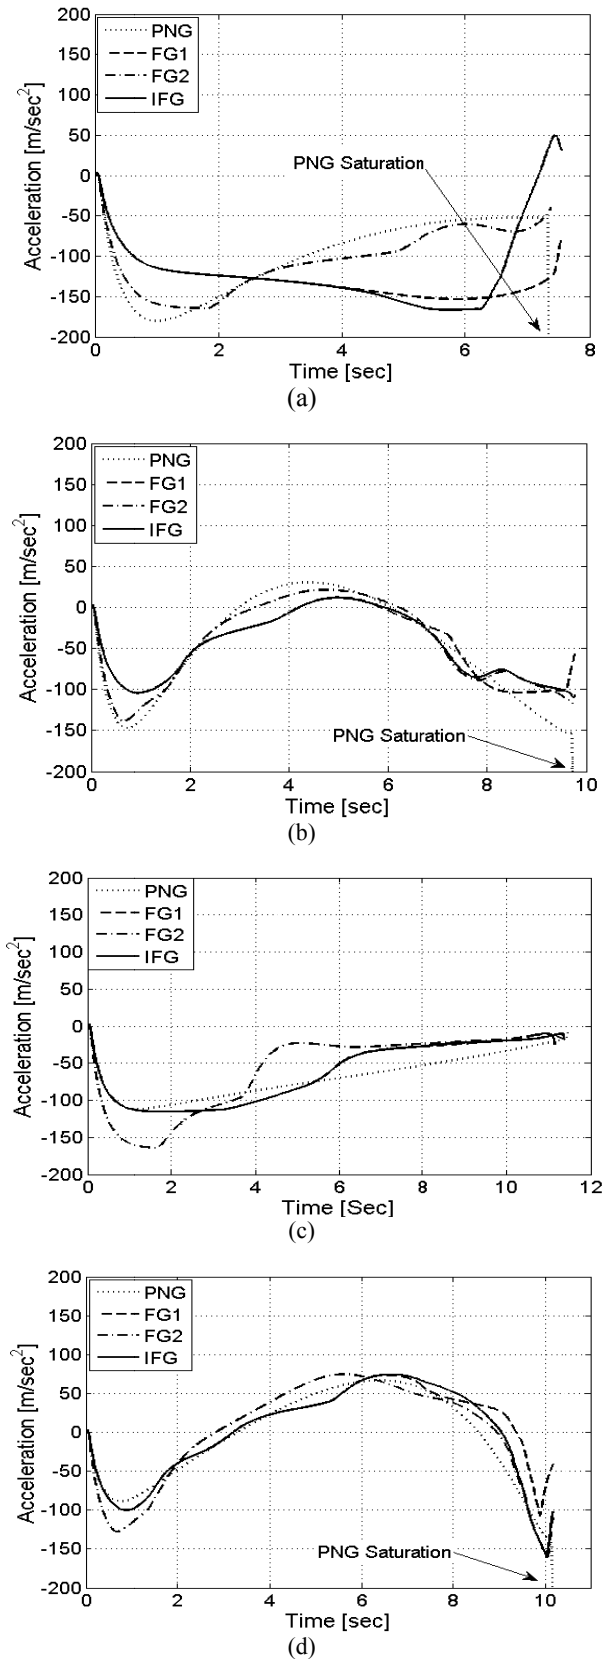 200
150
100
50
0
-50
-100
-150
-200
Acceleration [m/sec²]
PNG
FG1
FG2
IFG
PNG Saturation
0 2 4 6 8
Time [sec]
(a)
200
150
100
50
0
-50
-100
-150
-200
Acceleration [m/sec²]
PNG
FG1
FG2
IFG
PNG Saturation
0 2 4 6 8 10
Time [sec]
(b)
200
150
100
50
0
-50
-100
-150
-200
Acceleration [m/sec²]
PNG
FG1
FG2
IFG
0 2 4 6 8 10 12
Time [Sec]
(c)
200
150
100
50
0
-50
-100
-150
-200
Acceleration [m/sec²]
PNG
FG1
FG2
IFG
PNG Saturation
0 2 4 6 8 10
Time [sec]
(d)